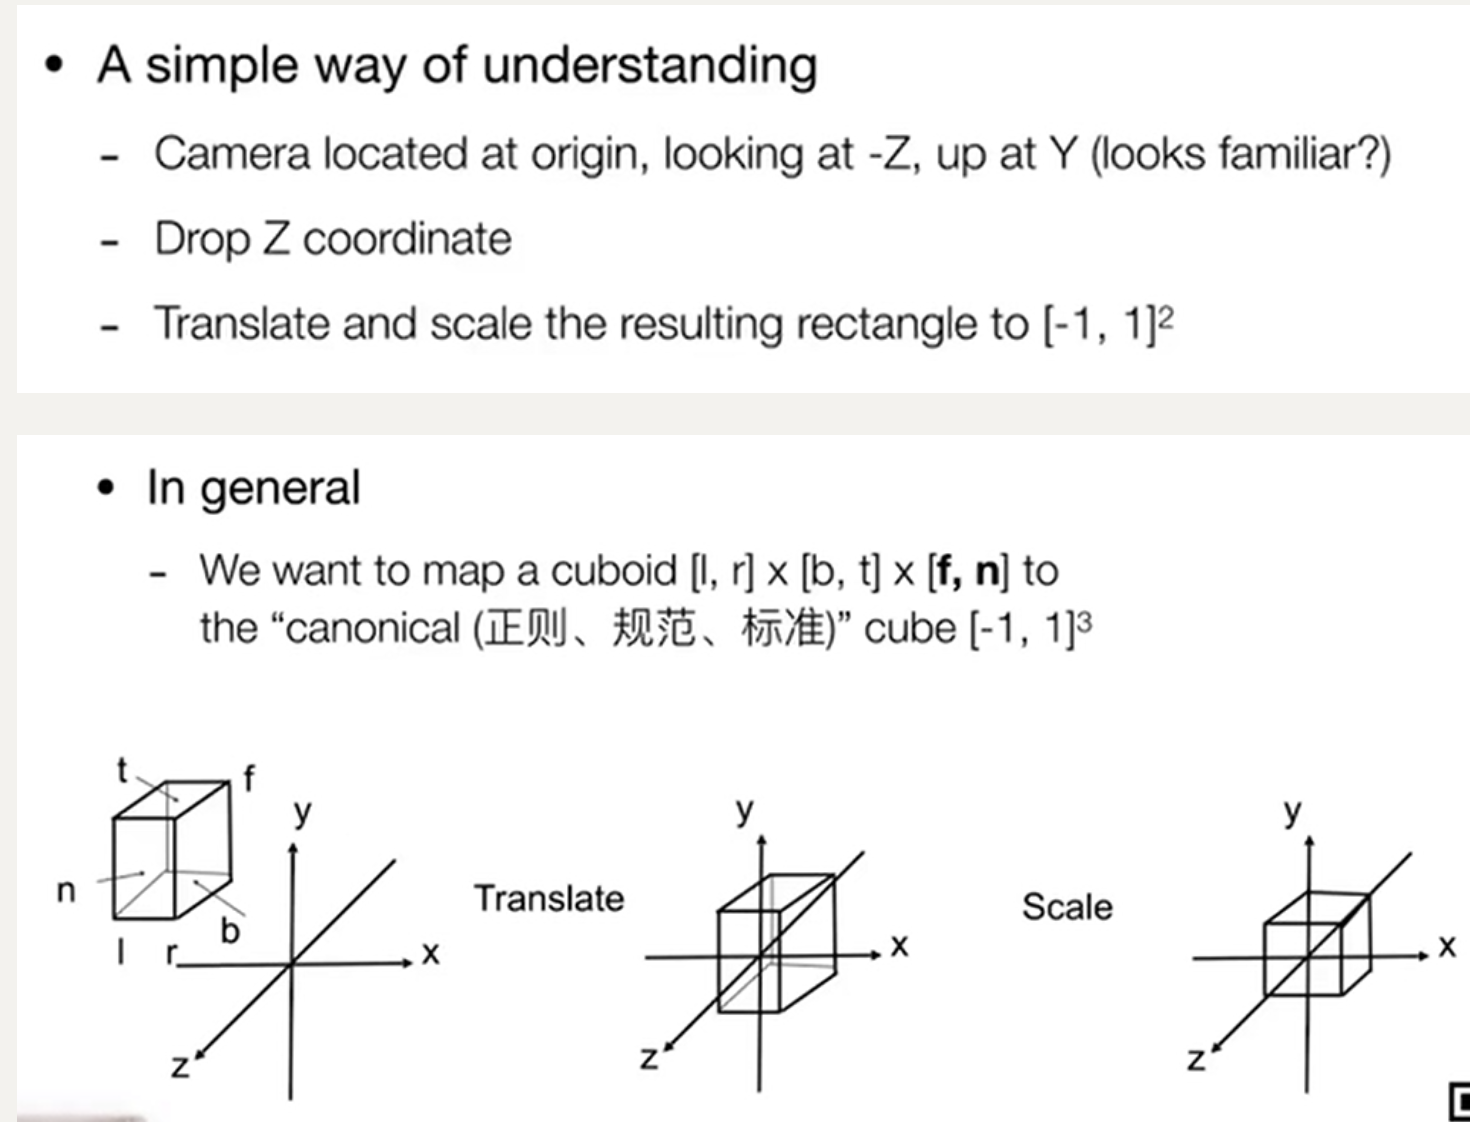 • A simple way of understanding
- Camera located at origin, looking at -Z, up at Y (looks familiar?)
- Drop Z coordinate
- Translate and scale the resulting rectangle to [-1, 1]²
• In general
- We want to map a cuboid [l, r] x [b, t] x [f, n] to
the “canonical (正则、规范、标准)” cube [-1, 1]³
t
f
y
n
b
l
r
x
z
Translate
y
x
z
Scale
y
x
z